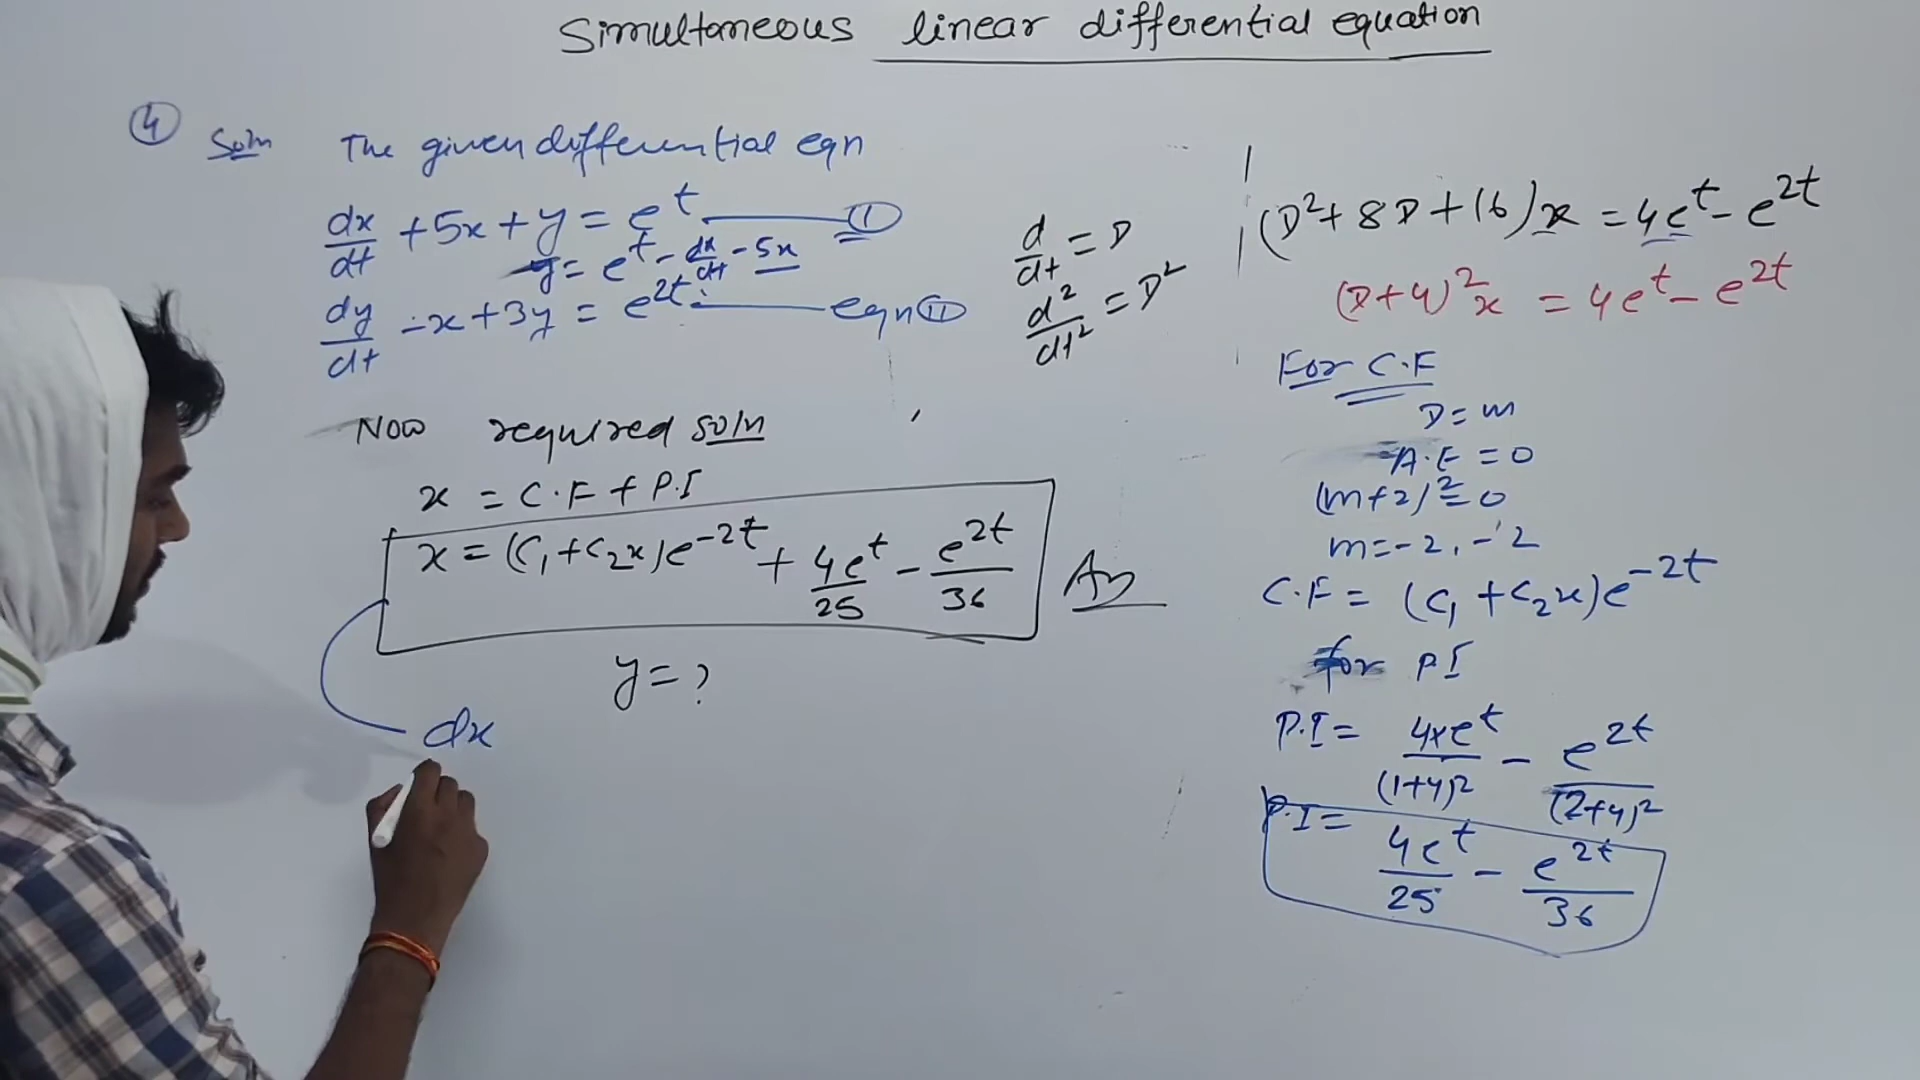 Simultaneous linear differential equation
④ Soln The given differential eqn
dx/dt + 5x + y = e^t ——— ①
y = e^t - dx/dt - 5x
dy/dt - x + 3y = e^2t ——— eqn ②
d/dt = D
d²/dt² = D²
Now required soln
x = C.F + P.I
x = (C₁ + C₂x)e^-2t + 4e^t/25 - e^2t/36 Ans
y = ?
dx
(D² + 8D + 16)x = 4e^t - e^2t
(D+4)²x = 4e^t - e^2t
For C.F
D = m
A.E = 0
(m+2)² = 0
m = -2, -2
C.F = (C₁ + C₂x)e^-2t
for P.I
P.I = 4xe^t/(1+4)² - e^2t/(2+4)²
P.I = 4e^t/25 - e^2t/36